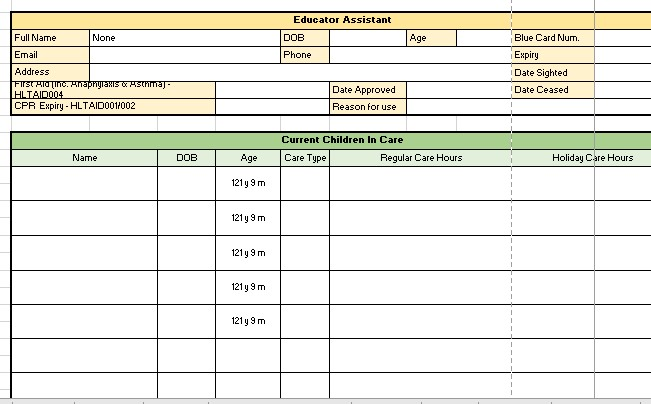 Educator Assistant
Full Name None DOB Age Blue Card Num.
Email Phone Expiry
Address Date Sighted
First Aid (inc. Anaphylaxis & Asthma) - HLTAID004 Date Approved Date Ceased
CPR Expiry - HLTAID001/002 Reason for use
Current Children In Care
Name DOB Age Care Type Regular Care Hours Holiday Care Hours
121 y 9 m
121 y 9 m
121 y 9 m
121 y 9 m
121 y 9 m